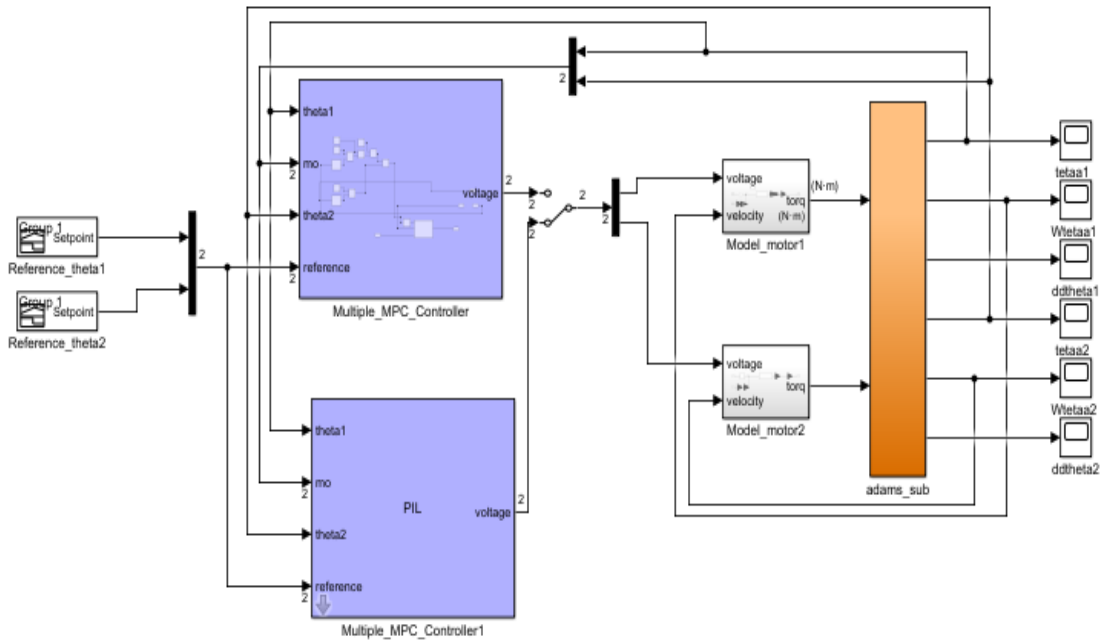 2
theta1
mo
2
theta2
reference
2
voltage
2
2
2
2
2
Multiple_MPC_Controller
Group 1
Setpoint
Reference_theta1
Group 1
Setpoint
Reference_theta2
2
theta1
mo
2
theta2
reference
2
PIL
voltage
2
Multiple_MPC_Controller1
voltage
velocity
torq
(N·m)
(N·m)
Model_motor1
voltage
velocity
torq
Model_motor2
adams_sub
tetaa1
Wtetaa1
ddtheta1
tetaa2
Wtetaa2
ddtheta2